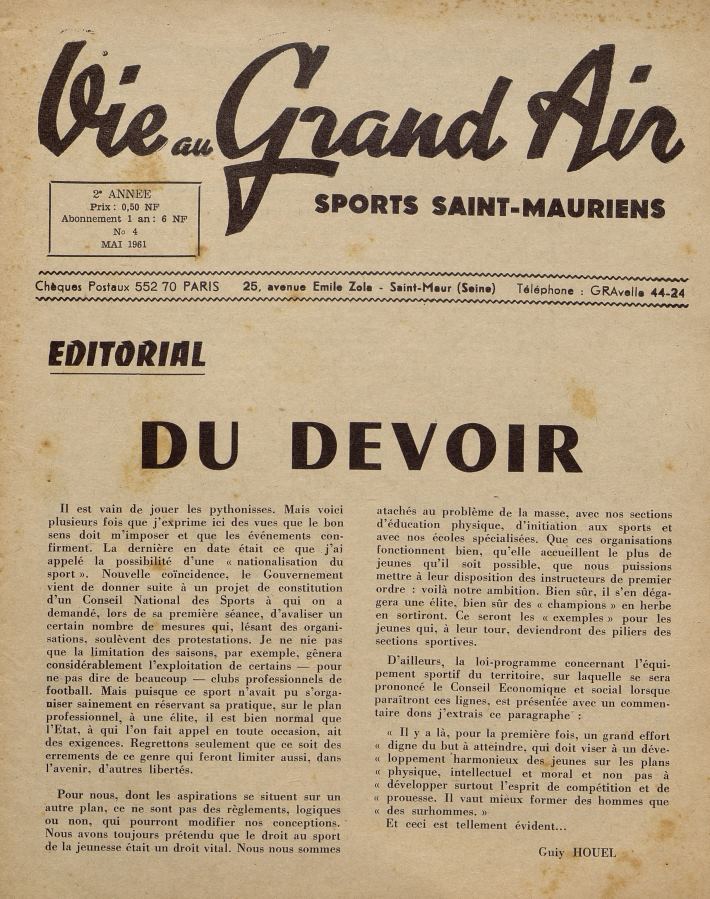 Vie au Grand Air
SPORTS SAINT-MAURIENS
2e ANNEE
Prix : 0,50 NF
Abonnement 1 an : 6 NF
No 4
MAI 1961
Chèques Postaux 552 70 PARIS 25, avenue Emile Zola - Saint-Maur (Seine) Téléphone : GRAvelle 44-24
EDITORIAL
DU DEVOIR
Il est vain de jouer les pythonisses. Mais voici
plusieurs fois que j'exprime ici des vues que le bon
sens doit m'imposer et que les événements con-
firment. La dernière en date était ce que j'ai
appelé la possibilité d'une « nationalisation du
sport ». Nouvelle coïncidence, le Gouvernement
vient de donner suite à un projet de constitution
d'un Conseil National des Sports à qui on a
demandé, lors de sa première séance, d'avaliser un
certain nombre de mesures qui, lésant des organi-
sations, soulèvent des protestations. Je ne nie pas
que la limitation des saisons, par exemple, gênera
considérablement l'exploitation de certains — pour
ne pas dire de beaucoup — clubs professionnels de
football. Mais puisque ce sport n'avait pu s'orga-
niser sainement en réservant sa pratique, sur le plan
professionnel, à une élite, il est bien normal que
l'Etat, à qui l'on fait appel en toute occasion, ait
des exigences. Regrettons seulement que ce soit des
errements de ce genre qui feront limiter aussi, dans
l'avenir, d'autres libertés.
Pour nous, dont les aspirations se situent sur un
autre plan, ce ne sont pas des règlements, logiques
ou non, qui pourront modifier nos conceptions.
Nous avons toujours prétendu que le droit au sport
de la jeunesse était un droit vital. Nous nous sommes
atachés au problème de la masse, avec nos sections
d'éducation physique, d'initiation aux sports et
avec nos écoles spécialisées. Que ces organisations
fonctionnent bien, qu'elle accueillent le plus de
jeunes qu'il soit possible, que nous puissions
mettre à leur disposition des instructeurs de premier
ordre : voilà notre ambition. Bien sûr, il s'en déga-
gera une élite, bien sûr des « champions » en herbe
en sortiront. Ce seront les « exemples » pour les
jeunes qui, à leur tour, deviendront des piliers des
sections sportives.
D'ailleurs, la loi-programme concernant l'équi-
pement sportif du territoire, sur laquelle se sera
prononcé le Conseil Economique et social lorsque
paraîtront ces lignes, est présentée avec un commen-
taire dons j'extrais ce paragraphe :
« Il y a là, pour la première fois, un grand effort
« digne du but à atteindre, qui doit viser à un déve-
« loppement harmonieux des jeunes sur les plans
« physique, intellectuel et moral et non pas à
« développer surtout l'esprit de compétition et de
« prouesse. Il vaut mieux former des hommes que
« des surhommes. »
Et ceci est tellement évident...
Guiy HOUEL